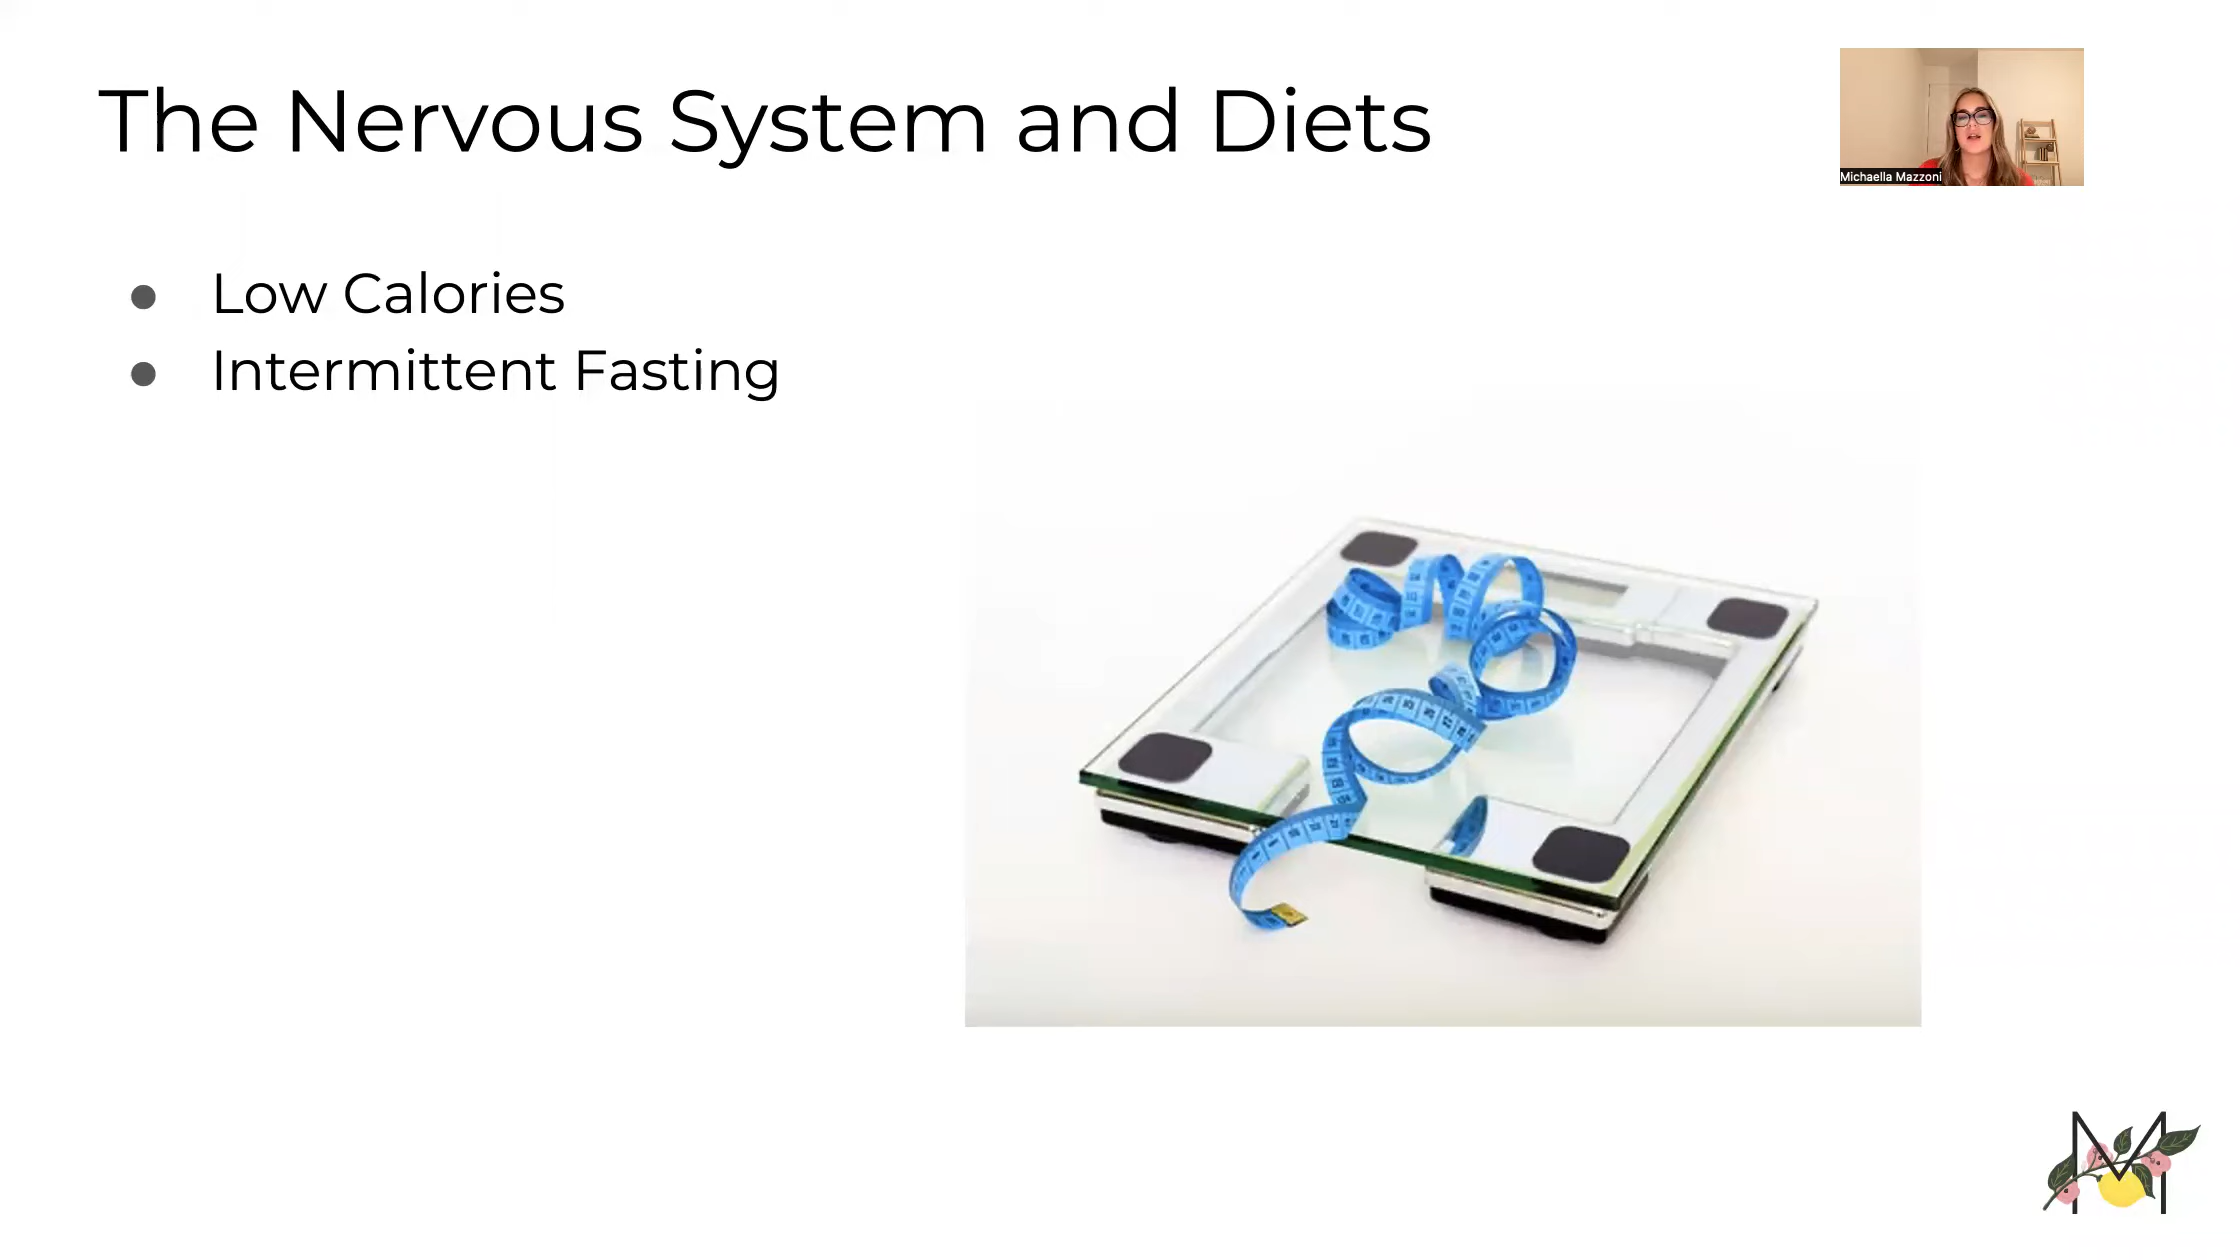 The Nervous System and Diets
Michaella Mazzoni
● Low Calories
● Intermittent Fasting
M